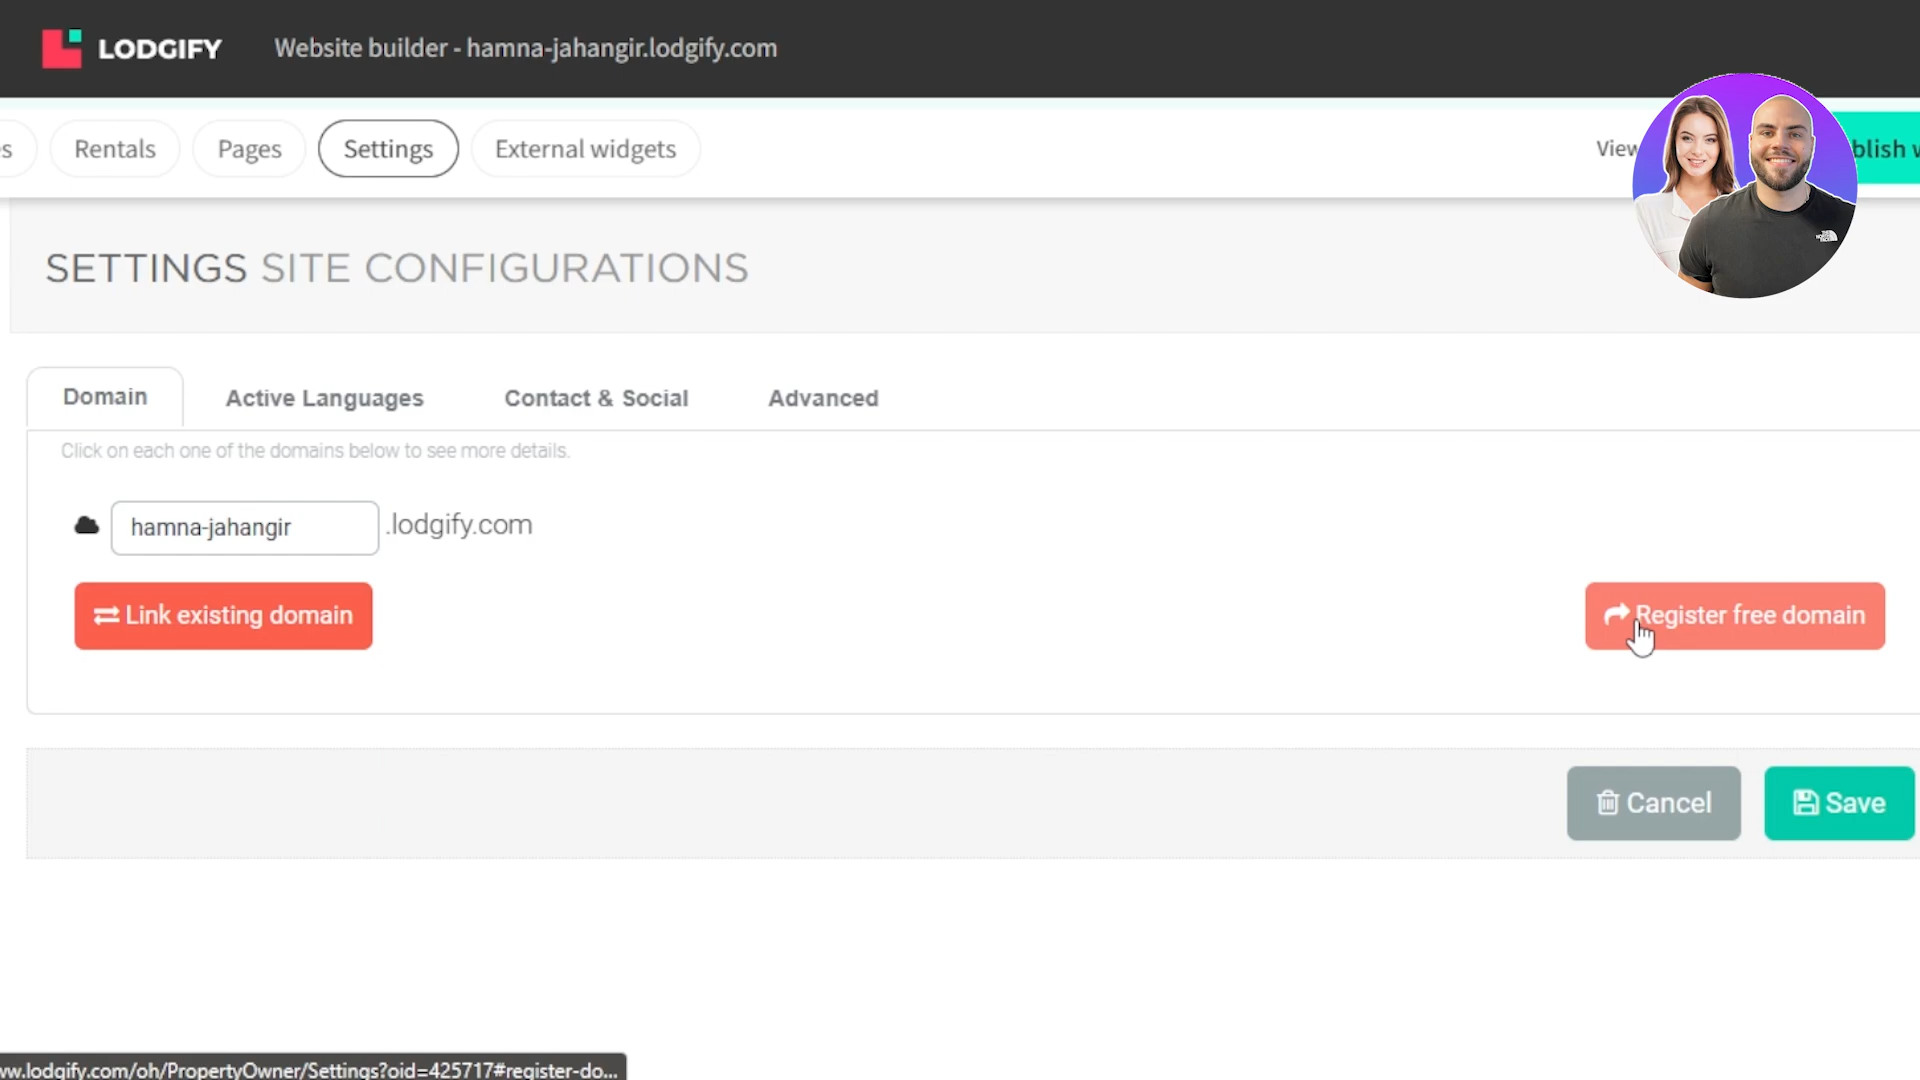 LODGIFY Website builder - hamna-jahangir.lodgify.com
s Rentals Pages Settings External widgets View blish w
SETTINGS SITE CONFIGURATIONS
Domain Active Languages Contact & Social Advanced
Click on each one of the domains below to see more details.
hamna-jahangir .lodgify.com
Link existing domain Register free domain
Cancel Save
ww.lodgify.com/oh/PropertyOwner/Settings?oid=425717#register-do...